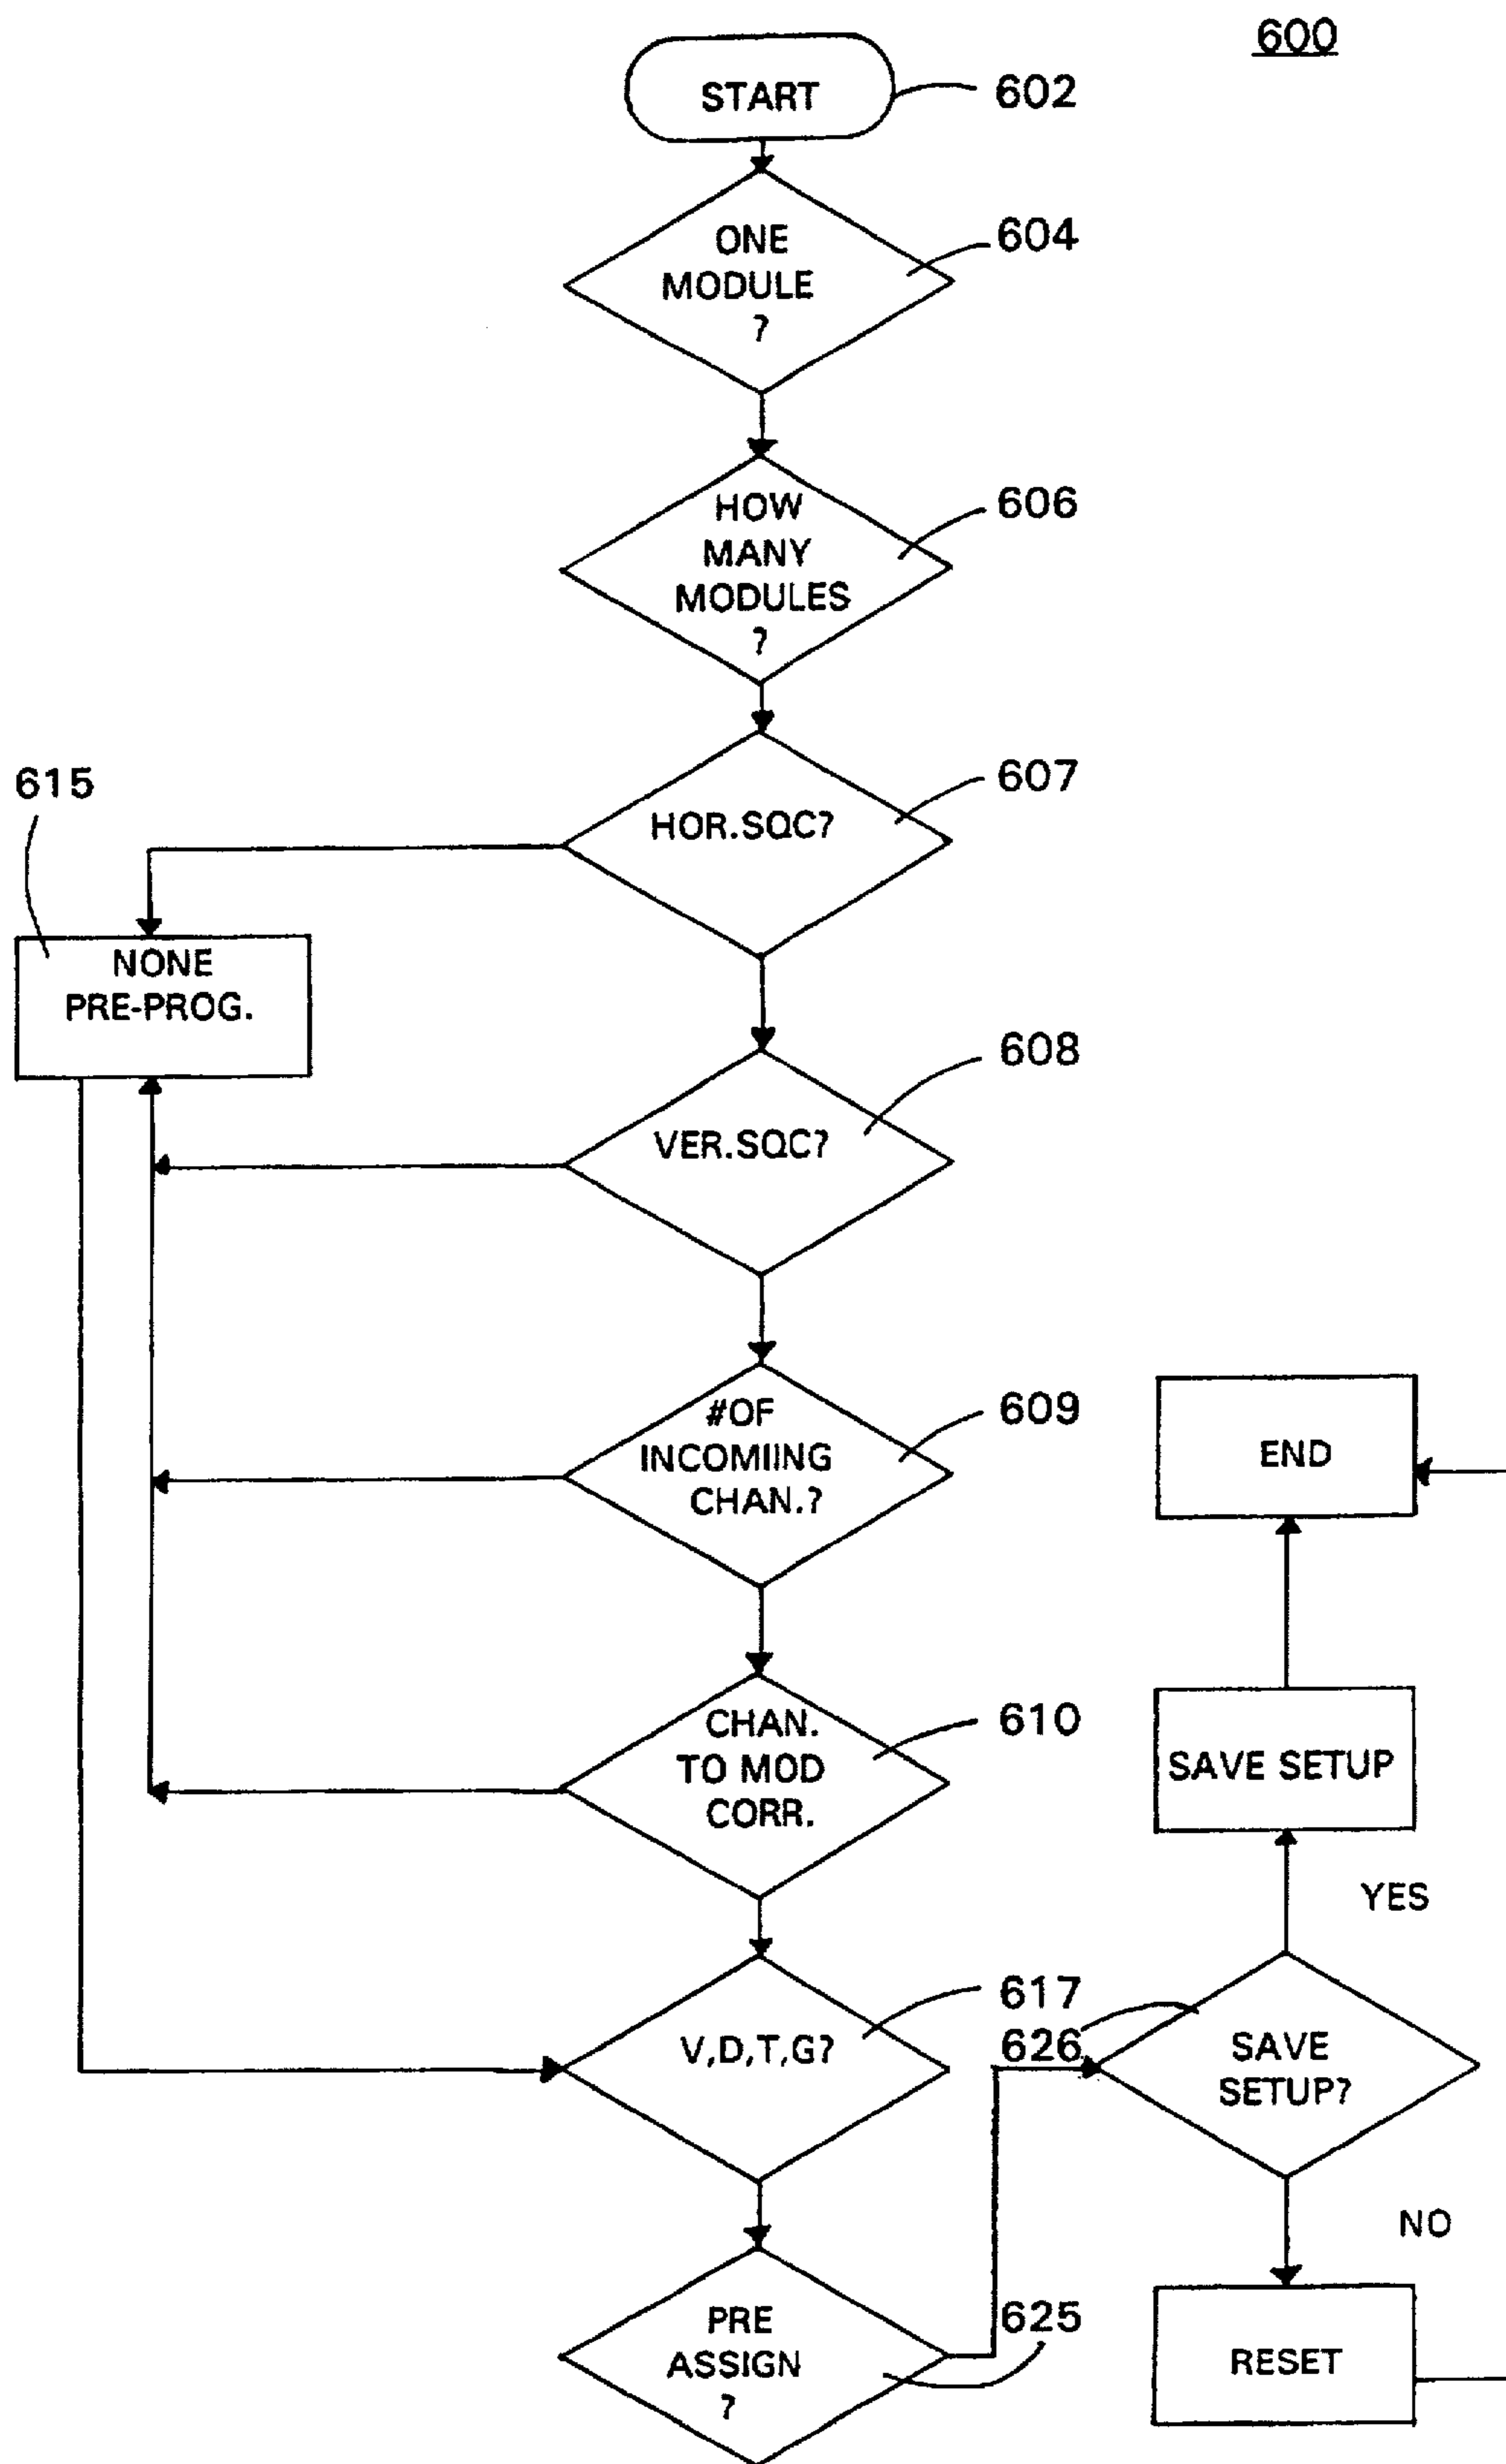 600
START
602
ONE
MODULE
?
604
HOW
MANY
MODULES
?
606
HOR.SQC?
607
615
NONE
PRE-PROG.
VER.SQC?
608
#OF
INCOMIING
CHAN.?
609
END
CHAN.
TO MOD
CORR.
610
SAVE SETUP
YES
V,D,T,G?
617
626
SAVE
SETUP?
NO
PRE
ASSIGN
?
625
RESET